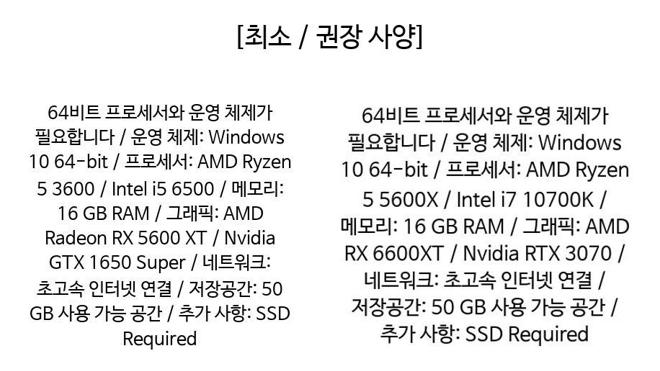 [최소 / 권장 사양]
64비트 프로세서와 운영 체제가
필요합니다 / 운영 체제: Windows
10 64-bit / 프로세서: AMD Ryzen
5 3600 / Intel i5 6500 / 메모리:
16 GB RAM / 그래픽: AMD
Radeon RX 5600 XT / Nvidia
GTX 1650 Super / 네트워크:
초고속 인터넷 연결 / 저장공간: 50
GB 사용 가능 공간 / 추가 사항: SSD
Required
64비트 프로세서와 운영 체제가
필요합니다 / 운영 체제: Windows
10 64-bit / 프로세서: AMD Ryzen
5 5600X / Intel i7 10700K /
메모리: 16 GB RAM / 그래픽: AMD
RX 6600XT / Nvidia RTX 3070 /
네트워크: 초고속 인터넷 연결 /
저장공간: 50 GB 사용 가능 공간 /
추가 사항: SSD Required